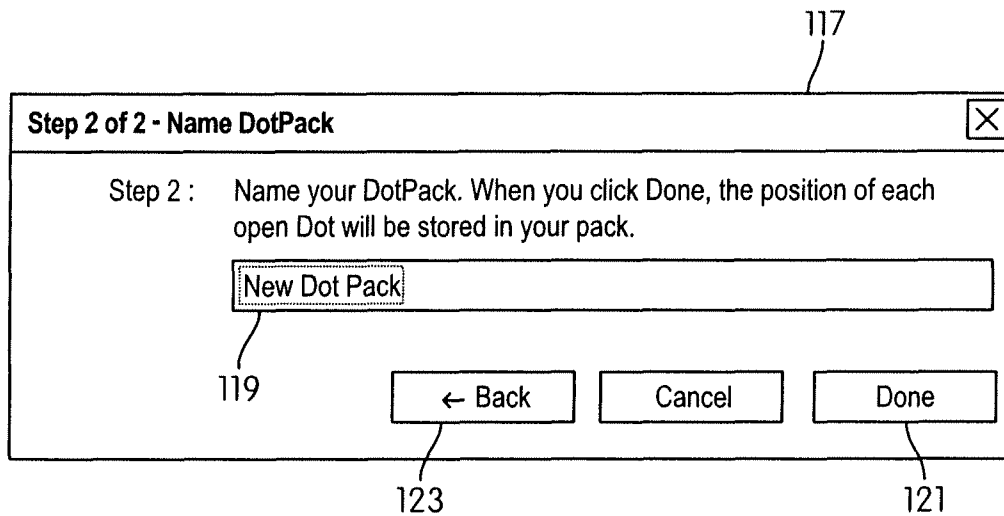 117
Step 2 of 2 - Name DotPack
Step 2 : Name your DotPack. When you click Done, the position of each
open Dot will be stored in your pack.
New Dot Pack
119
← Back Cancel Done
123 121